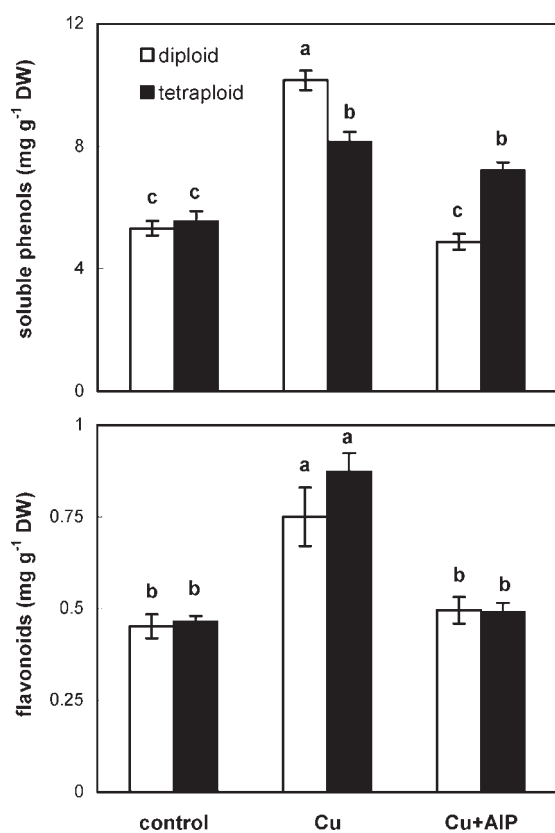 12
8
4
0
soluble phenols (mg g⁻¹ DW)
diploid
tetraploid
c
c
a
b
c
b
1
0.75
0.5
0.25
0
flavonoids (mg g⁻¹ DW)
b
b
a
a
b
b
control
Cu
Cu+AIP